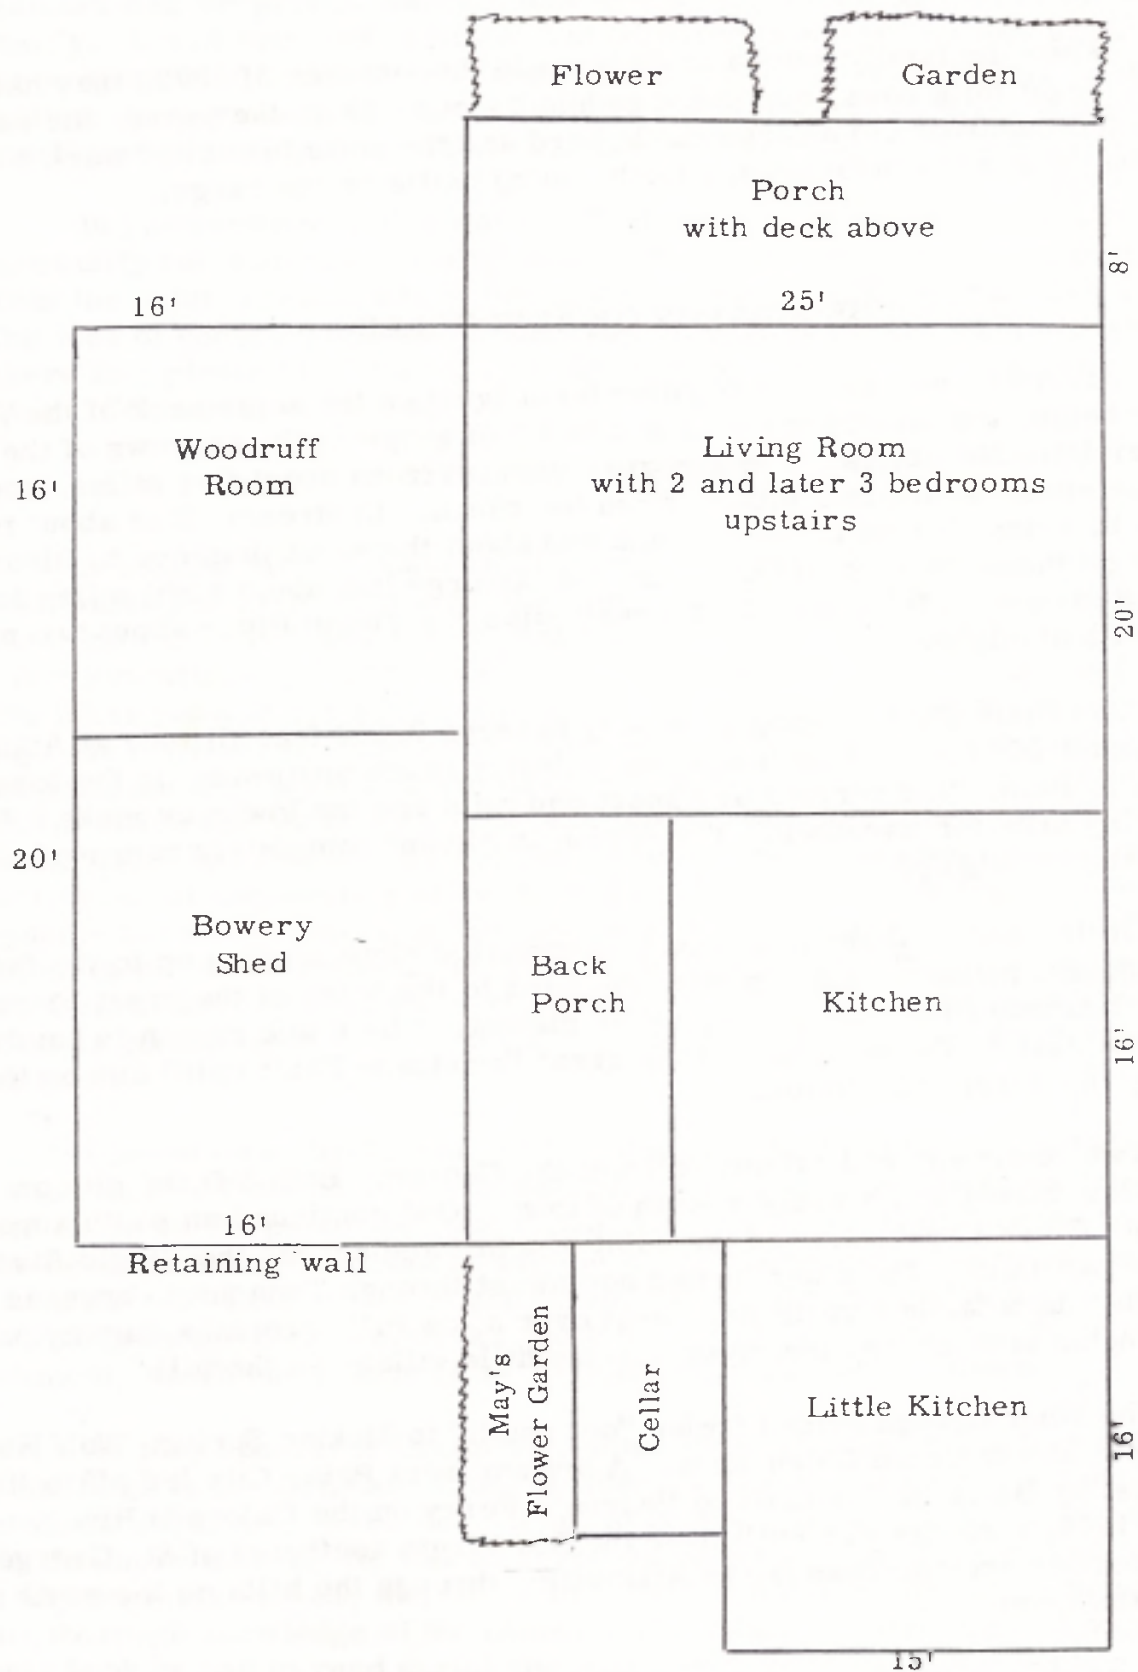 Flower
Garden
Porch
with deck above
8'
16'
25'
Woodruff
Room
16'
Living Room
with 2 and later 3 bedrooms
upstairs
20'
20'
Bowery
Shed
Back
Porch
Kitchen
16'
16'
Retaining wall
May's
Flower Garden
Cellar
Little Kitchen
16'
15'